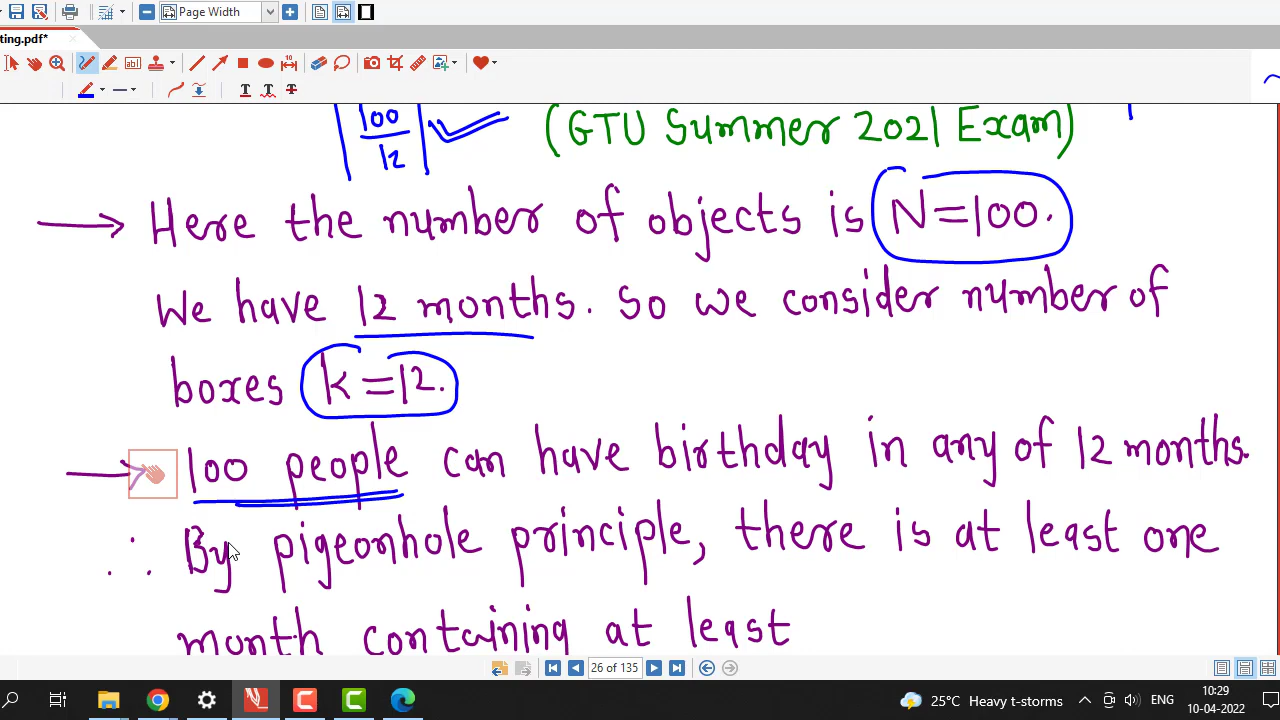 Page Width
ting.pdf*
10
T T T
100
12
(GTU Summer 2021 Exam)
Here the number of objects is N=100.
We have 12 months. So we consider number of
boxes k=12.
100 people can have birthday in any of 12 months.
∴ By pigeonhole principle, there is at least one
month containing at least
26 of 135
25°C Heavy t-storms
ENG
10:29
10-04-2022